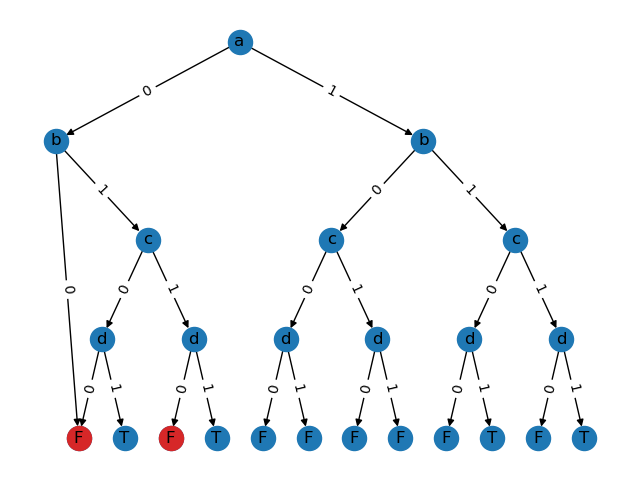 a
0 1
b b
1 0 1
c c c
0 0 1 0 1 0 1
d d d d d d
0 1 0 1 0 1 0 1 0 1 0 1
F T F T F F F F F T F T